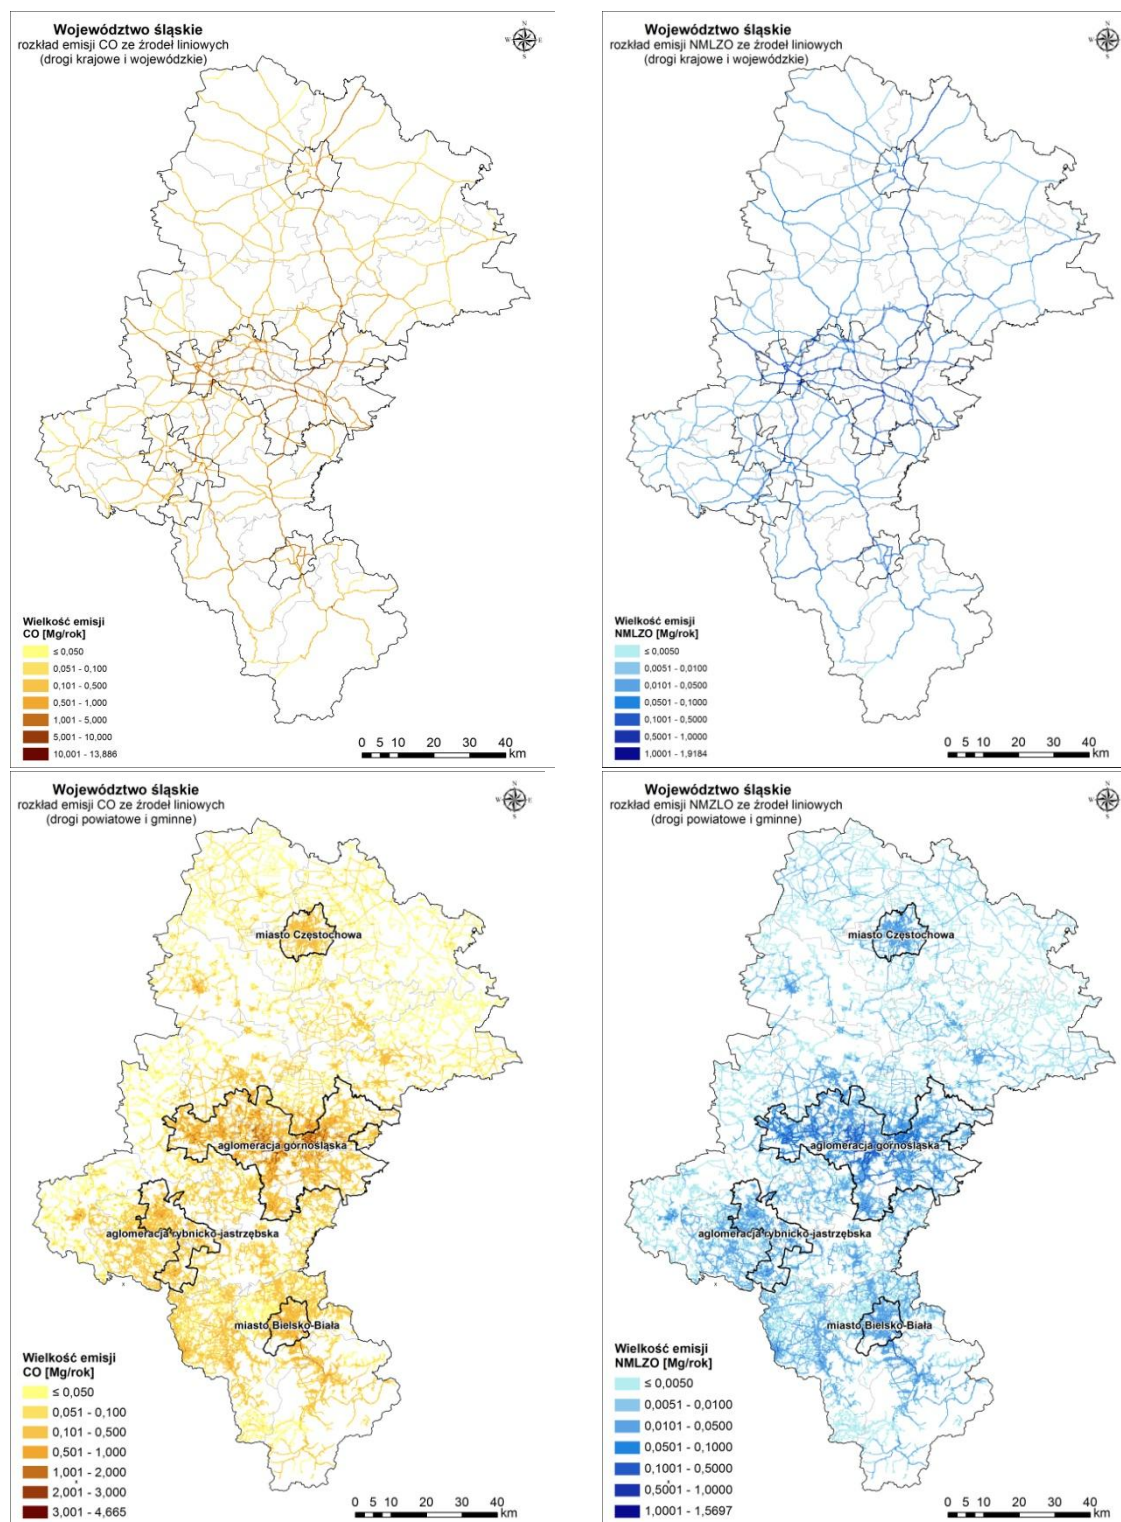 Województwo śląskie
rozkład emisji CO ze źrodeł liniowych
(drogi krajowe i wojewódzkie)
N
W
E
S
Wielkość emisji
CO [Mg/rok]
≤ 0,050
0,051 - 0,100
0,101 - 0,500
0,501 - 1,000
1,001 - 5,000
5,001 - 10,000
10,001 - 13,886
0 5 10 20 30 40
km
Województwo śląskie
rozkład emisji NMLZO ze źrodeł liniowych
(drogi krajowe i wojewódzkie)
N
W
E
S
Wielkość emisji
NMLZO [Mg/rok]
≤ 0,0050
0,0051 - 0,0100
0,0101 - 0,0500
0,0501 - 0,1000
0,1001 - 0,5000
0,5001 - 1,0000
1,0001 - 1,9184
0 5 10 20 30 40
km
Województwo śląskie
rozkład emisji CO ze źrodeł liniowych
(drogi powiatowe i gminne)
N
W
E
S
miasto Częstochowa
aglomeracja górnośląska
aglomeracja rybnicko-jastrzębska
miasto Bielsko-Biała
Wielkość emisji
CO [Mg/rok]
≤ 0,050
0,051 - 0,100
0,101 - 0,500
0,501 - 1,000
1,001 - 2,000
2,001 - 3,000
3,001 - 4,665
0 5 10 20 30 40
km
Województwo śląskie
rozkład emisji NMZLO ze źrodeł liniowych
(drogi powiatowe i gminne)
N
W
E
S
miasto Częstochowa
aglomeracja górnośląska
aglomeracja rybnicko-jastrzębska
miasto Bielsko-Biała
Wielkość emisji
NMLZO [Mg/rok]
≤ 0,0050
0,0051 - 0,0100
0,0101 - 0,0500
0,0501 - 0,1000
0,1001 - 0,5000
0,5001 - 1,0000
1,0001 - 1,5697
0 5 10 20 30 40
km